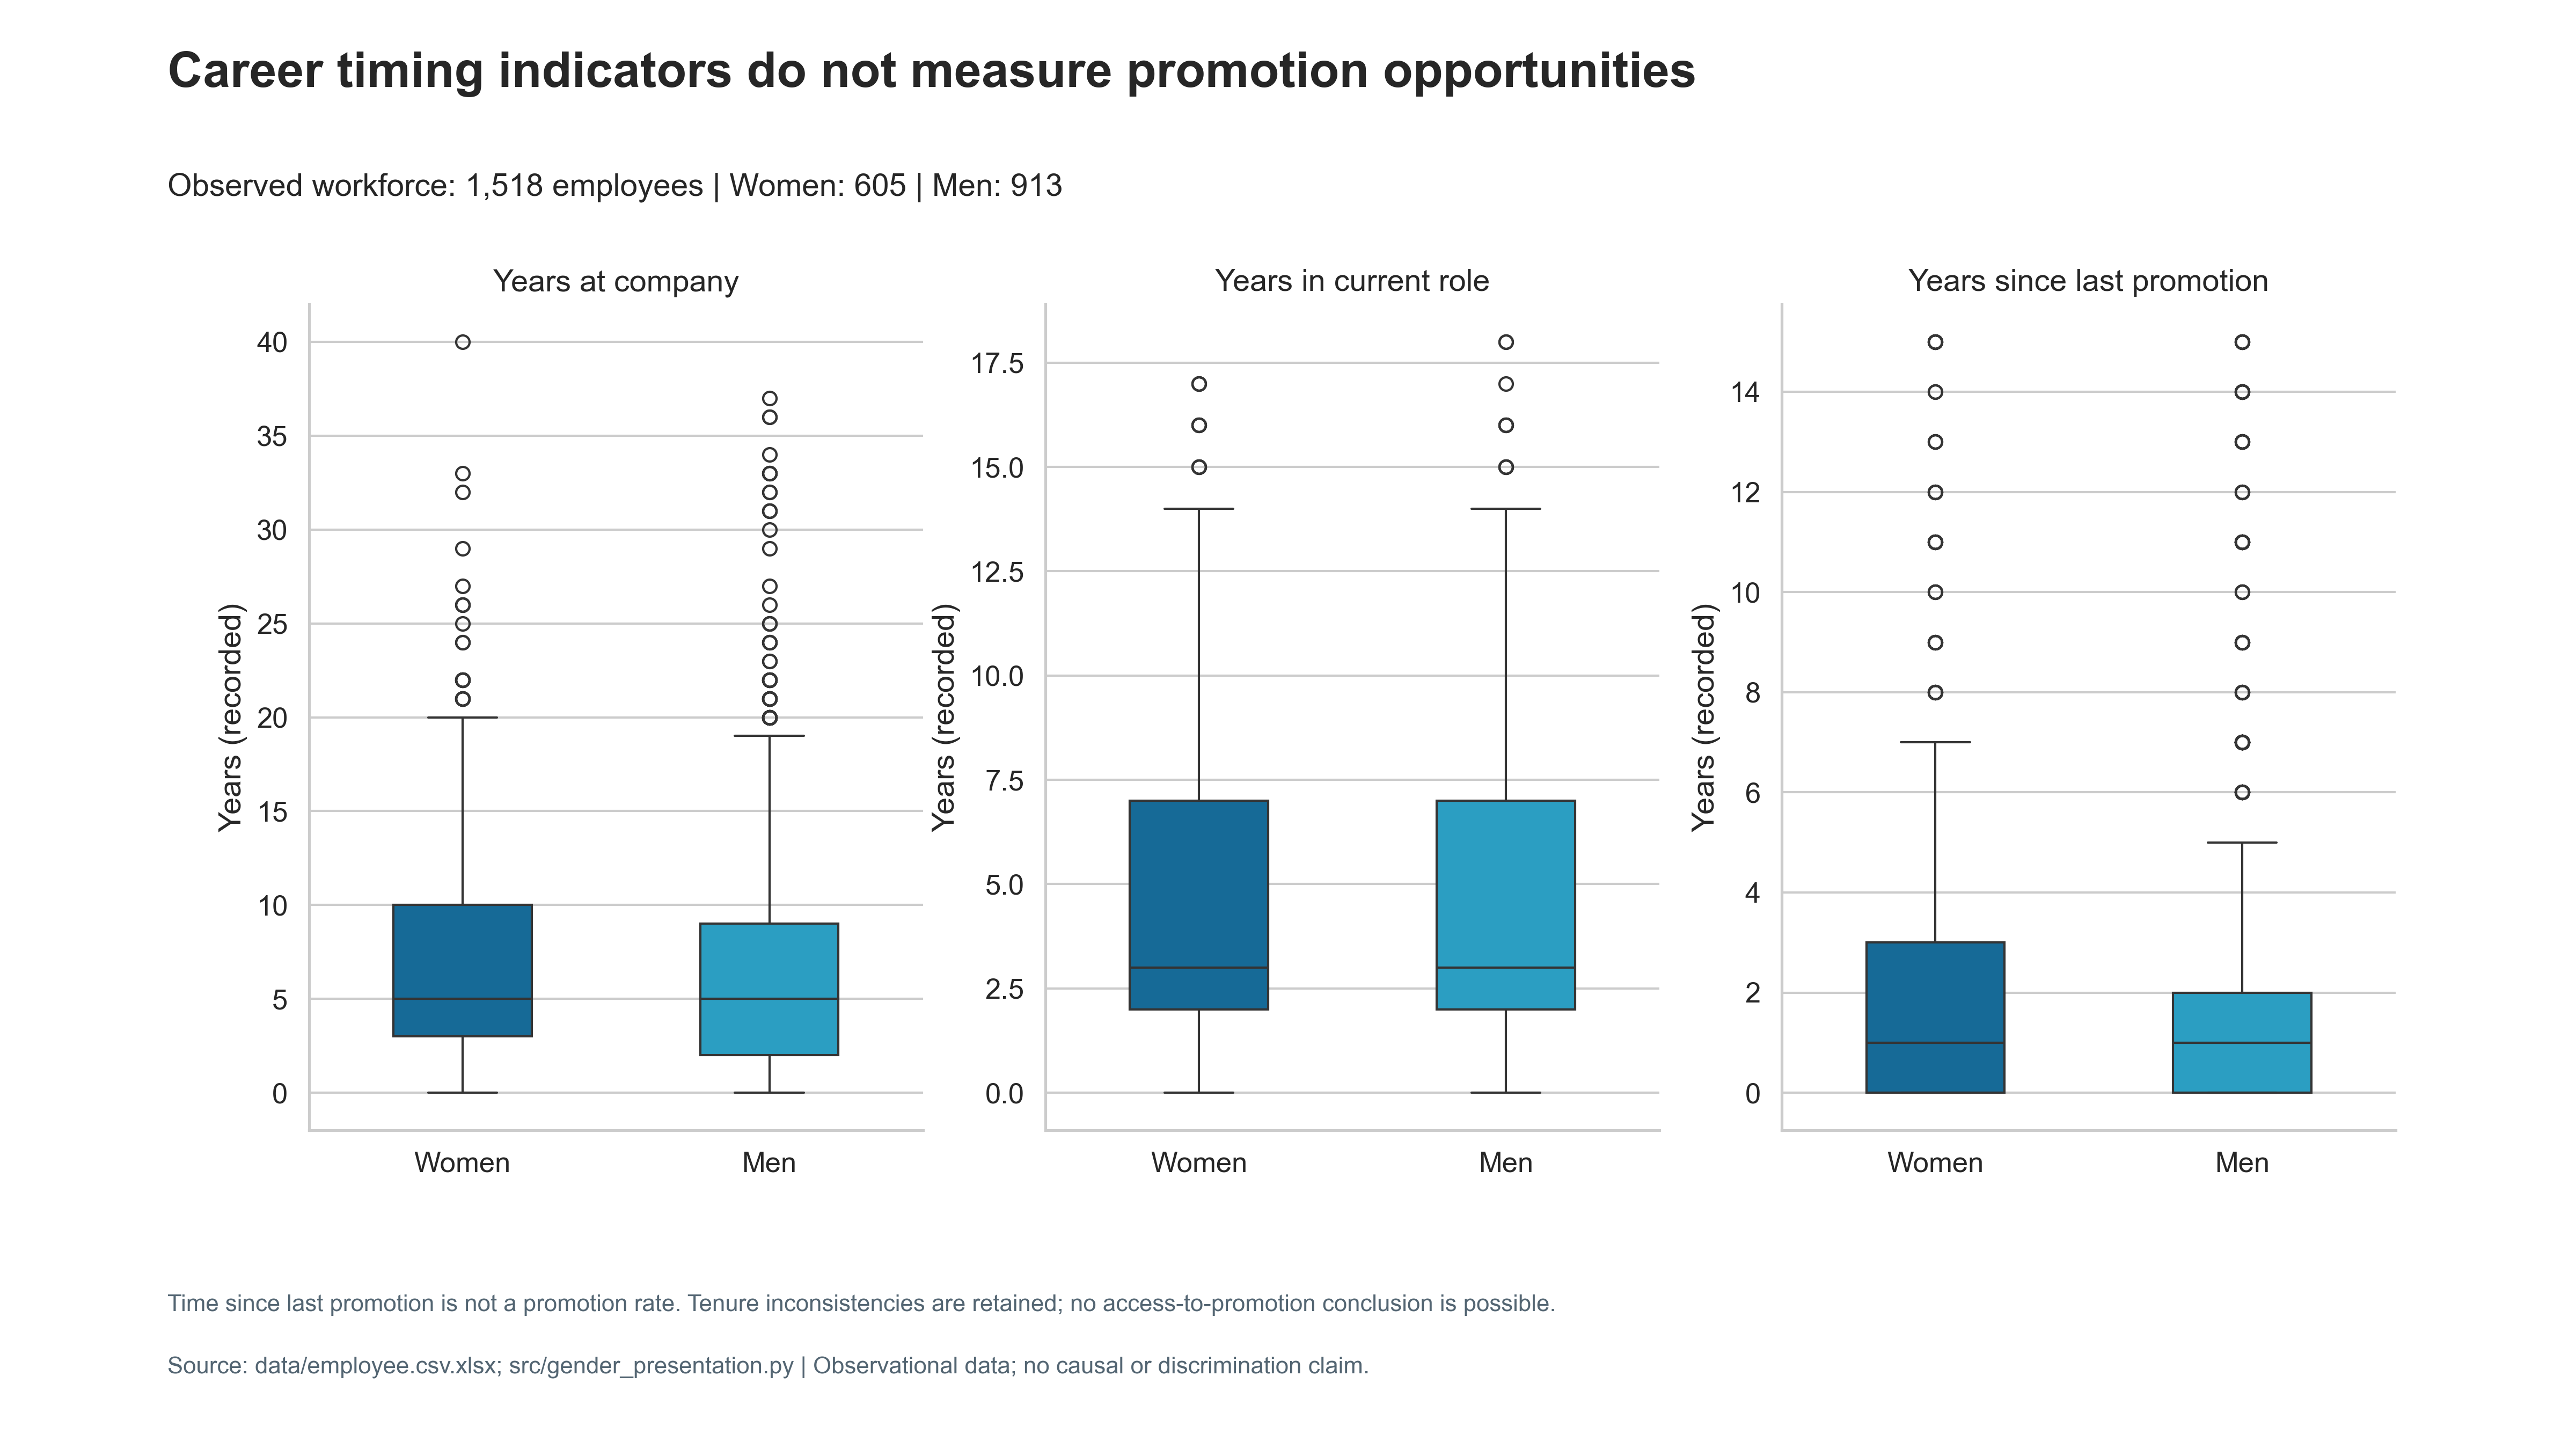 Career timing indicators do not measure promotion opportunities
Observed workforce: 1,518 employees | Women: 605 | Men: 913
Years at company
Years (recorded)
40
35
30
25
20
15
10
5
0
Women
Men
Years in current role
Years (recorded)
17.5
15.0
12.5
10.0
7.5
5.0
2.5
0.0
Women
Men
Years since last promotion
Years (recorded)
14
12
10
8
6
4
2
0
Women
Men
Time since last promotion is not a promotion rate. Tenure inconsistencies are retained; no access-to-promotion conclusion is possible.
Source: data/employee.csv.xlsx; src/gender_presentation.py | Observational data; no causal or discrimination claim.